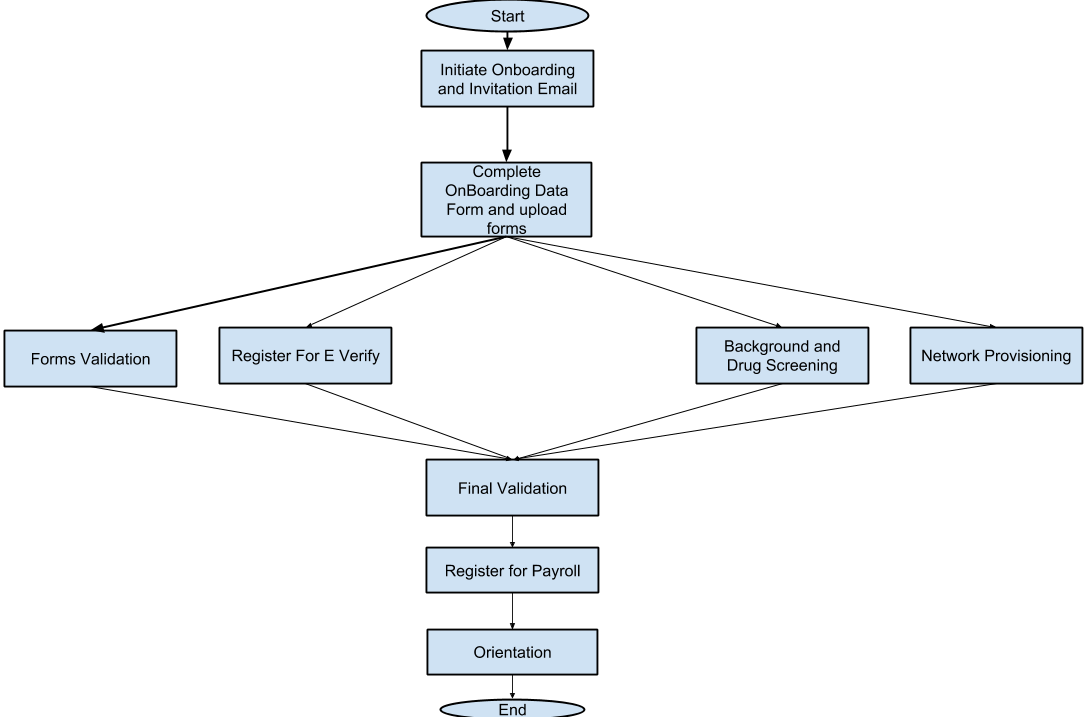 Start
Initiate Onboarding
and Invitation Email
Complete
OnBoarding Data
Form and upload
forms
Forms Validation
Register For E Verify
Background and
Drug Screening
Network Provisioning
Final Validation
Register for Payroll
Orientation
End